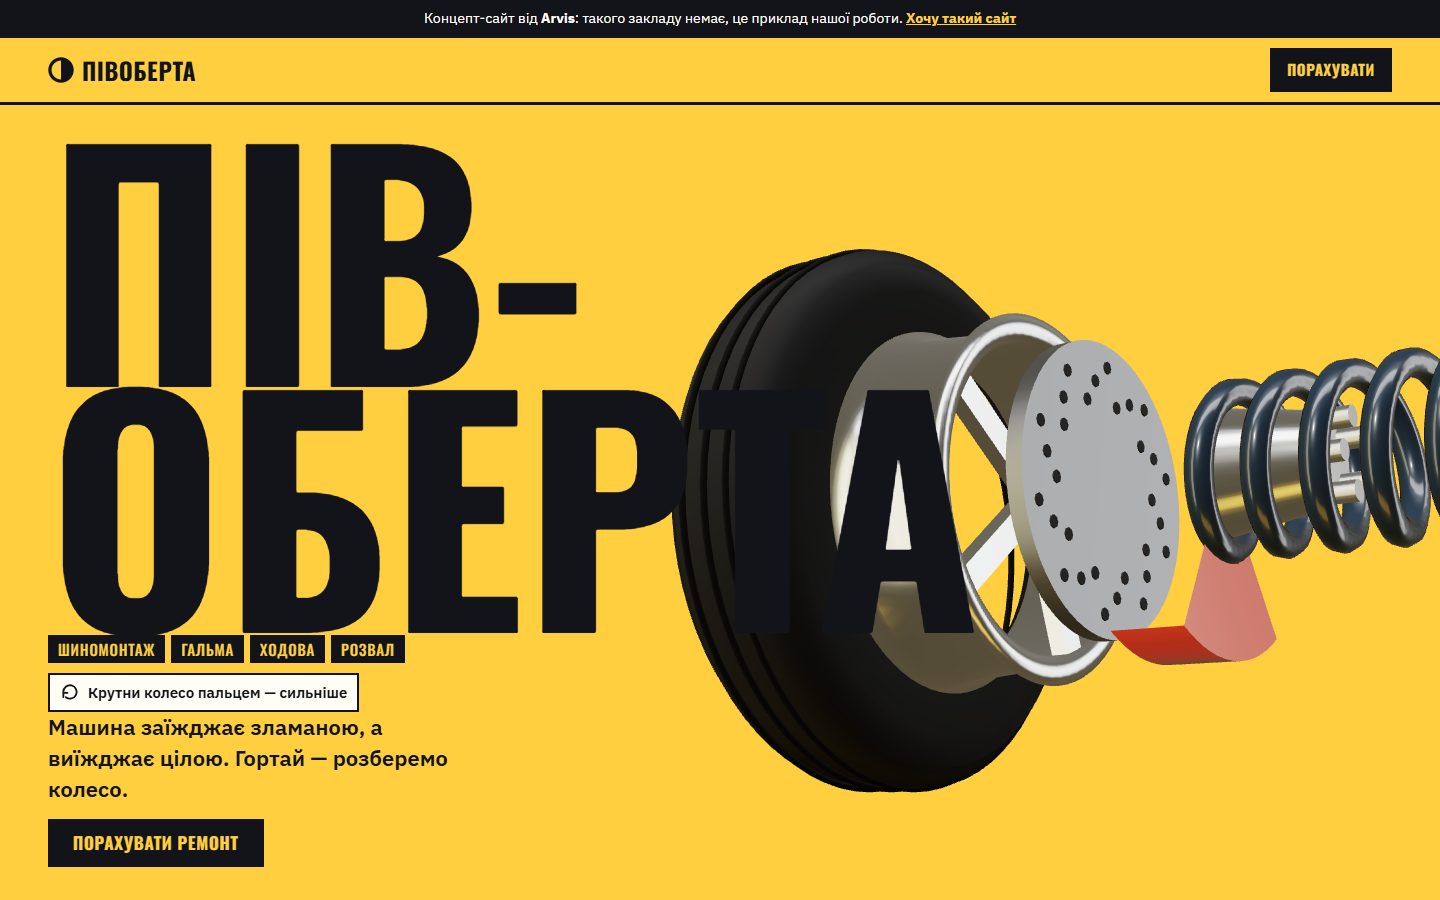 Концепт-сайт від Arvis: такого закладу немає, це приклад нашої роботи. Хочу такий сайт
ПІВОБЕРТА
ПОРАХУВАТИ
ПІВ-
ОБЕРТА
ШИНОМОНТАЖ ГАЛЬМА ХОДОВА РОЗВАЛ
Крутни колесо пальцем — сильніше
Машина заїжджає зламаною, а
виїжджає цілою. Гортай — розберемо
колесо.
ПОРАХУВАТИ РЕМОНТ